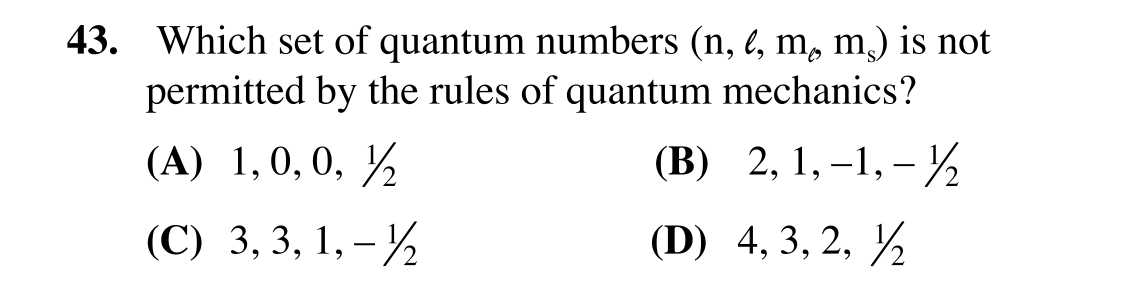 43. Which set of quantum numbers (n, ℓ, mℓ, ms) is not
permitted by the rules of quantum mechanics?
(A) 1, 0, 0, ½ (B) 2, 1, –1, – ½
(C) 3, 3, 1, – ½ (D) 4, 3, 2, ½